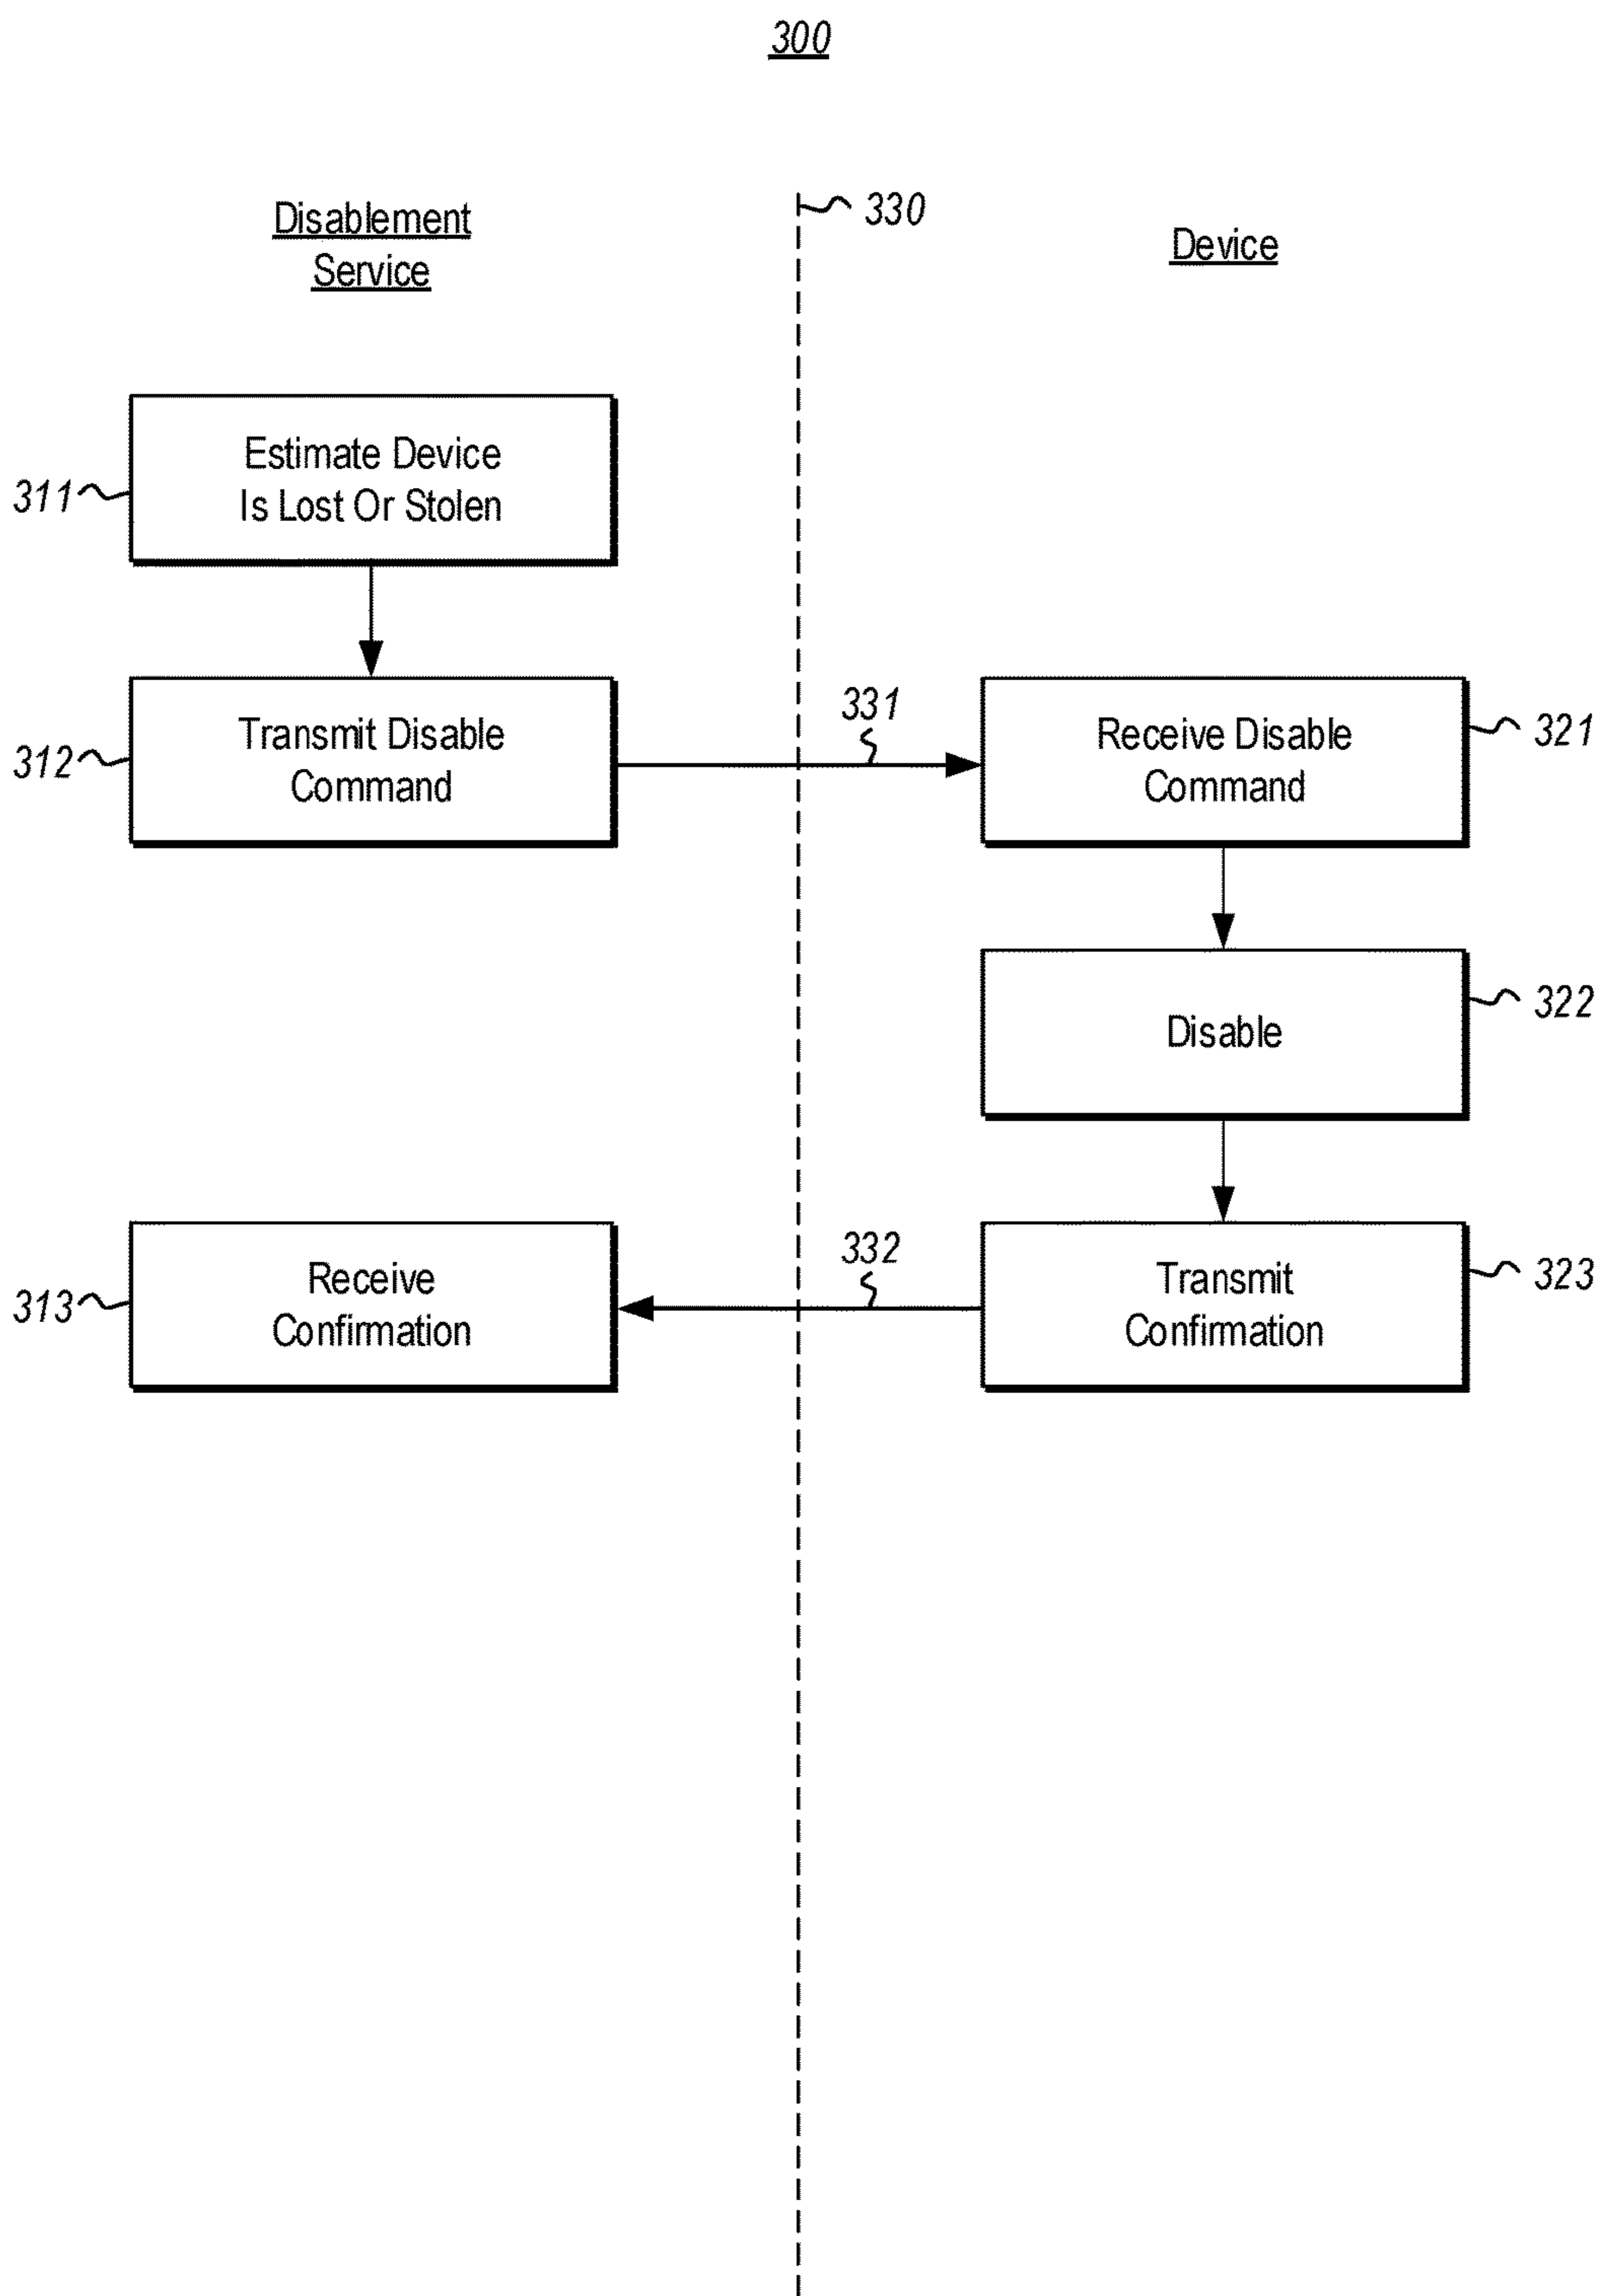 300
Disablement
Service
330
Device
311
Estimate Device
Is Lost Or Stolen
312
Transmit Disable
Command
331
Receive Disable
Command
321
Disable
322
313
Receive
Confirmation
332
Transmit
Confirmation
323